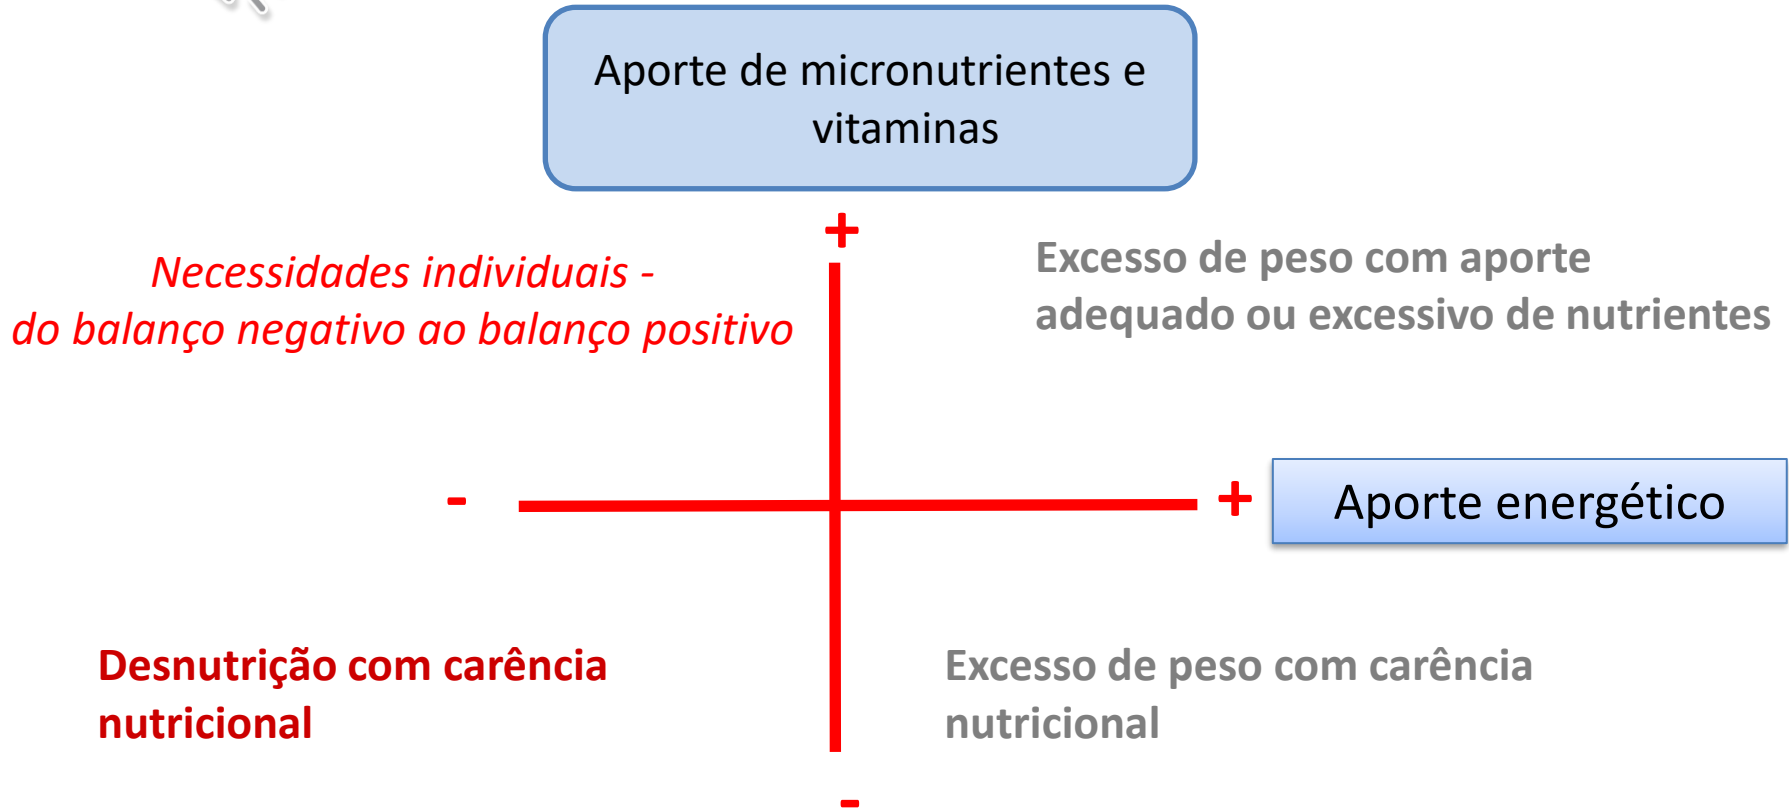 Aporte de micronutrientes e
vitaminas
+
Necessidades individuais -
do balanço negativo ao balanço positivo
Excesso de peso com aporte
adequado ou excessivo de nutrientes
-
+
Aporte energético
Desnutrição com carência
nutricional
Excesso de peso com carência
nutricional
-